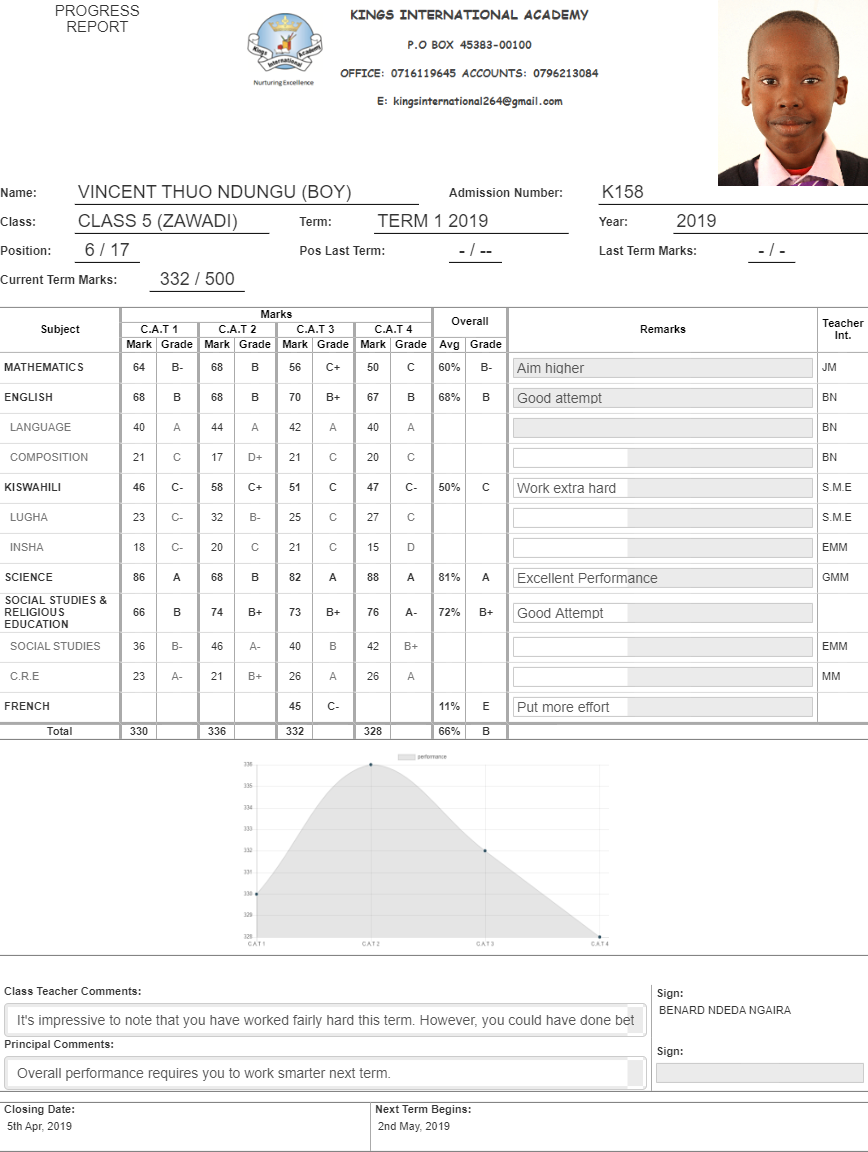 PROGRESS
REPORT
KINGS INTERNATIONAL ACADEMY
P.O BOX 45383-00100
OFFICE: 0716119645 ACCOUNTS: 0796213084
E: kingsinternational264@gmail.com
Kings International Academy
Nurturing Excellence
Name: VINCENT THUO NDUNGU (BOY) Admission Number: K158
Class: CLASS 5 (ZAWADI) Term: TERM 1 2019 Year: 2019
Position: 6 / 17 Pos Last Term: - / -- Last Term Marks: - / -
Current Term Marks: 332 / 500
Subject Marks Overall Remarks Teacher Int.
C.A.T 1 C.A.T 2 C.A.T 3 C.A.T 4
Mark Grade Mark Grade Mark Grade Mark Grade Avg Grade
MATHEMATICS 64 B- 68 B 56 C+ 50 C 60% B- Aim higher JM
ENGLISH 68 B 68 B 70 B+ 67 B 68% B Good attempt BN
LANGUAGE 40 A 44 A 42 A 40 A BN
COMPOSITION 21 C 17 D+ 21 C 20 C BN
KISWAHILI 46 C- 58 C+ 51 C 47 C- 50% C Work extra hard S.M.E
LUGHA 23 C- 32 B- 25 C 27 C S.M.E
INSHA 18 C- 20 C 21 C 15 D EMM
SCIENCE 86 A 68 B 82 A 88 A 81% A Excellent Performance GMM
SOCIAL STUDIES &
RELIGIOUS
EDUCATION 66 B 74 B+ 73 B+ 76 A- 72% B+ Good Attempt
SOCIAL STUDIES 36 B- 46 A- 40 B 42 B+ EMM
C.R.E 23 A- 21 B+ 26 A 26 A MM
FRENCH 45 C- 11% E Put more effort
Total 330 336 332 328 66% B
performance
336
335
334
333
332
331
330
329
328
CAT1 CAT2 CAT3 CAT4
Class Teacher Comments:
It's impressive to note that you have worked fairly hard this term. However, you could have done bet
Sign:
BENARD NDEDA NGAIRA
Principal Comments:
Overall performance requires you to work smarter next term.
Sign:
Closing Date: Next Term Begins:
5th Apr, 2019 2nd May, 2019